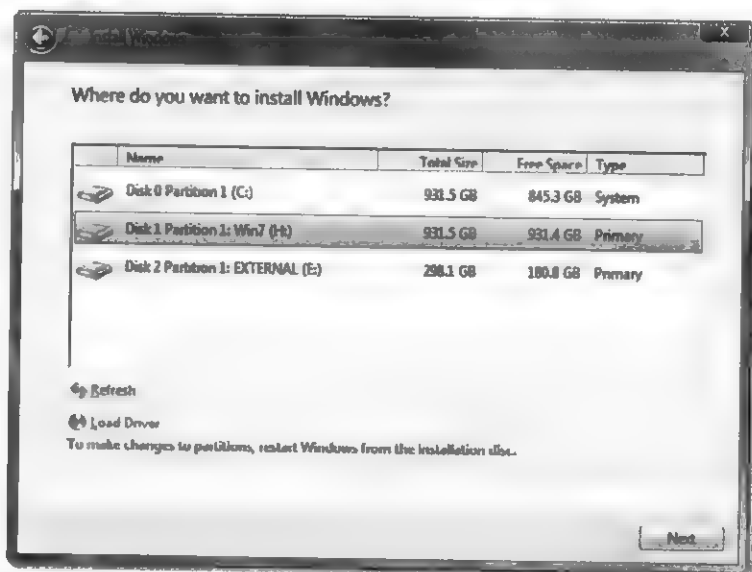 Install Windows
Where do you want to install Windows?
Name Total Size Free Space Type
Disk 0 Partition 1 (C:) 931.5 GB 845.3 GB System
Disk 1 Partition 1: Win7 (H:) 931.5 GB 931.4 GB Primary
Disk 2 Partition 1: EXTERNAL (E:) 298.1 GB 180.8 GB Primary
Refresh
Load Driver
To make changes to partitions, restart Windows from the installation disc.
Next